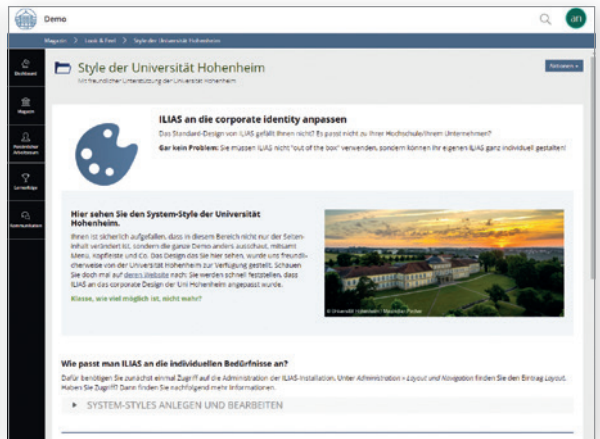 Demo
an
Magazin > Look & Feel > Style der Universität Hohenheim
Dashboard
Style der Universität Hohenheim
Mit freundlicher Unterstützung der Universität Hohenheim
Aktionen
Magazin
Persönlicher
Arbeitsraum
Lernerfolge
Kommunikation
ILIAS an die corporate identity anpassen
Das Standard-Design von ILIAS gefällt Ihnen nicht? Es passt nicht zu Ihrer Hochschule/Ihrem Unternehmen?
Gar kein Problem: Sie müssen ILIAS nicht "out of the box" verwenden, sondern können Ihr eigenen ILIAS ganz individuell gestalten!
Hier sehen Sie den System-Style der Universität
Hohenheim.
Ihnen ist sicherlich aufgefallen, dass in diesem Bereich nicht nur der Seiten-
inhalt verändert ist, sondern die ganze Demo anders ausschaut, mitsamt
Menü, Kopfleiste und Co. Das Design das Sie hier sehen, wurde uns freundli-
cherweise von der Universität Hohenheim zur Verfügung gestellt. Schauen
Sie doch mal auf deren Website nach: Sie werden schnell feststellen, dass
ILIAS an das corporate Design der Uni Hohenheim angepasst wurde.
Klasse, wie viel möglich ist, nicht wahr?
© Universität Hohenheim / Maximilian
Wie passt man ILIAS an die individuellen Bedürfnisse an?
Dafür benötigen Sie zunächst einmal Zugriff auf die Administration der ILIAS-Installation. Unter Administration » Layout und Navigation finden Sie den Eintrag Layout.
Haben Sie Zugriff? Dann finden Sie nachfolgend mehr Informationen.
SYSTEM-STYLES ANLEGEN UND BEARBEITEN